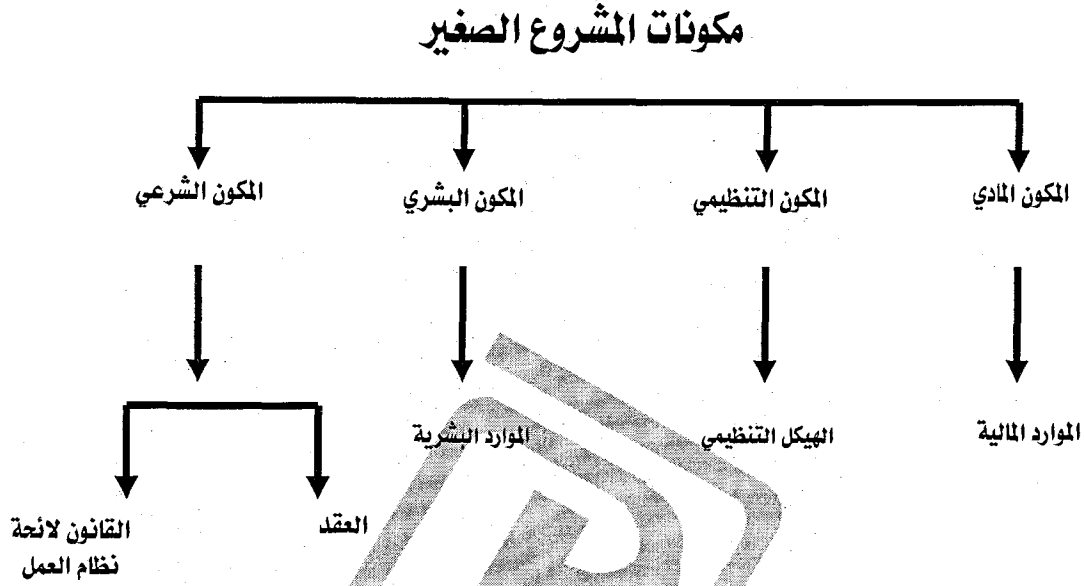 مكونات المشروع الصغير
المكون المادي
المكون التنظيمي
المكون البشري
المكون الشرعي
الموارد المالية
الهيكل التنظيمي
الموارد البشرية
العقد
القانون لائحة
نظام العمل